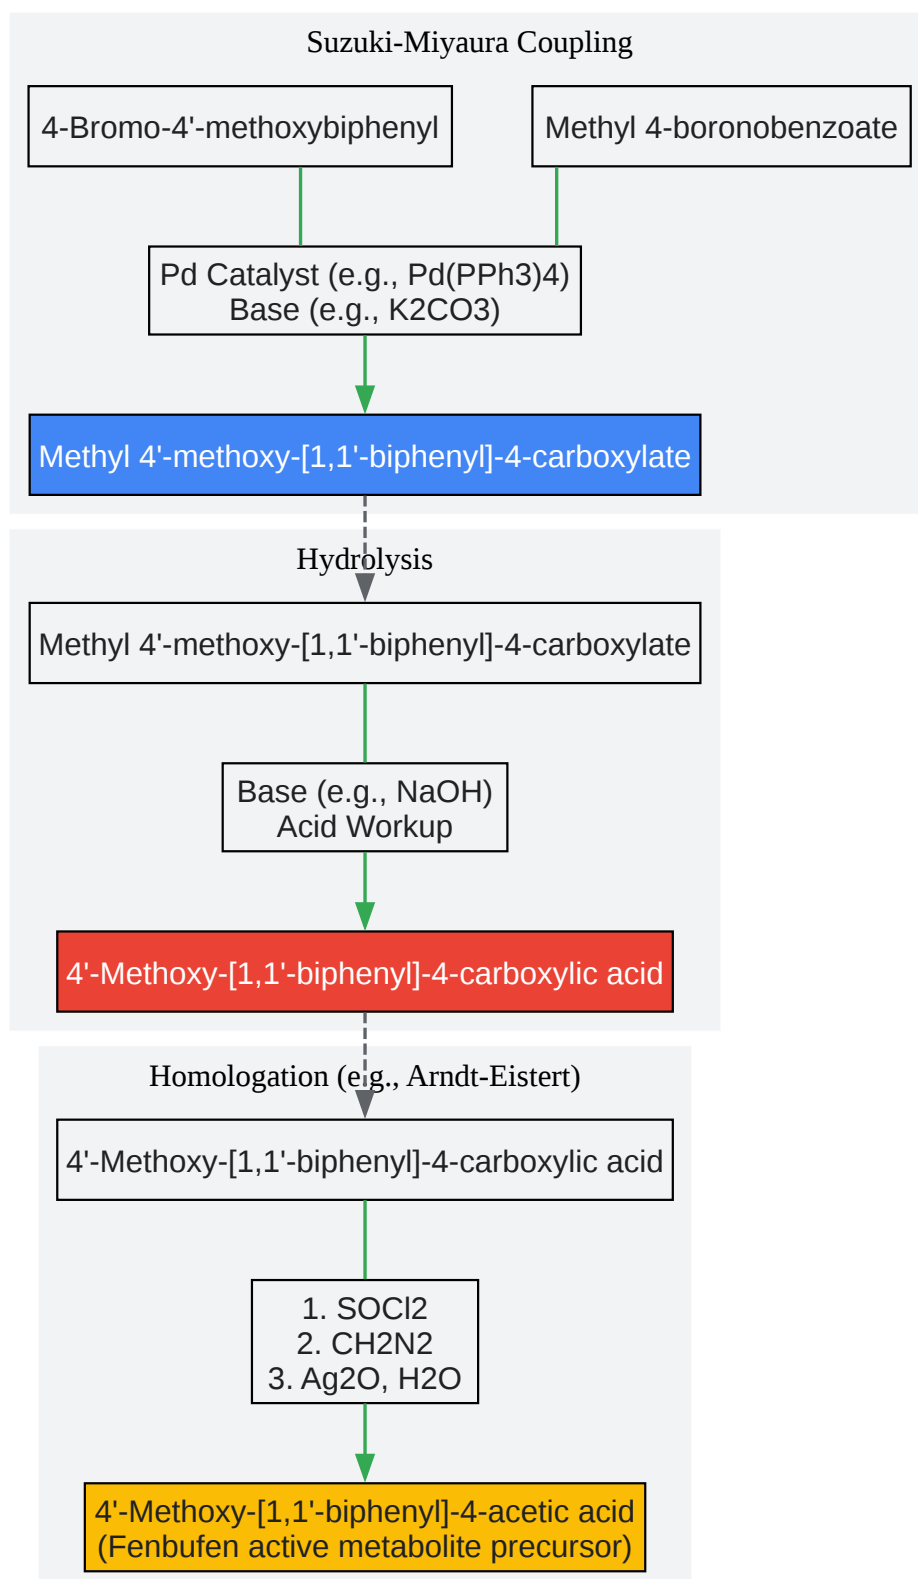 Suzuki-Miyaura Coupling
4-Bromo-4'-methoxybiphenyl
Methyl 4-boronobenzoate
Pd Catalyst (e.g., Pd(PPh3)4)
Base (e.g., K2CO3)
Methyl 4'-methoxy-[1,1'-biphenyl]-4-carboxylate
Hydrolysis
Methyl 4'-methoxy-[1,1'-biphenyl]-4-carboxylate
Base (e.g., NaOH)
Acid Workup
4'-Methoxy-[1,1'-biphenyl]-4-carboxylic acid
Homologation (e.g., Arndt-Eistert)
4'-Methoxy-[1,1'-biphenyl]-4-carboxylic acid
1. SOCl2
2. CH2N2
3. Ag2O, H2O
4'-Methoxy-[1,1'-biphenyl]-4-acetic acid
(Fenbufen active metabolite precursor)